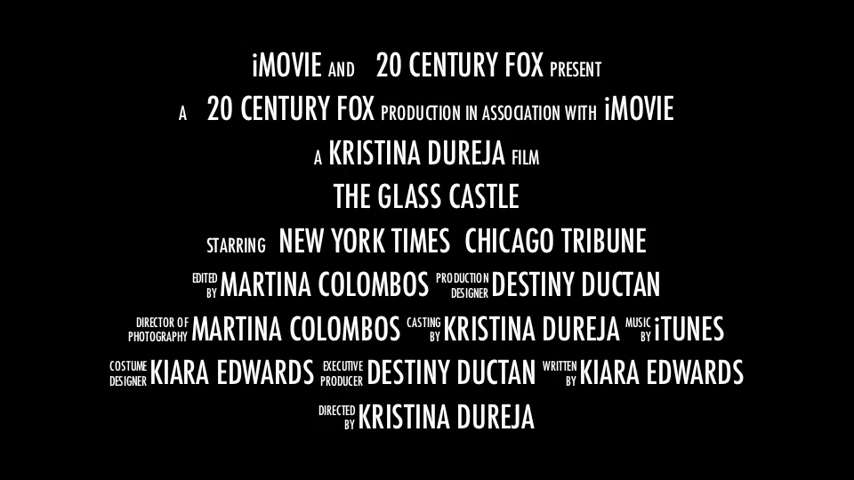 iMOVIE AND 20 CENTURY FOX PRESENT
A 20 CENTURY FOX PRODUCTION IN ASSOCIATION WITH iMOVIE
A KRISTINA DUREJA FILM
THE GLASS CASTLE
STARRING NEW YORK TIMES CHICAGO TRIBUNE
EDITED BY MARTINA COLOMBOS PRODUCTION DESIGNER DESTINY DUCTAN
DIRECTOR OF PHOTOGRAPHY MARTINA COLOMBOS CASTING BY KRISTINA DUREJA MUSIC BY iTUNES
COSTUME DESIGNER KIARA EDWARDS EXECUTIVE PRODUCER DESTINY DUCTAN WRITTEN BY KIARA EDWARDS
DIRECTED BY KRISTINA DUREJA